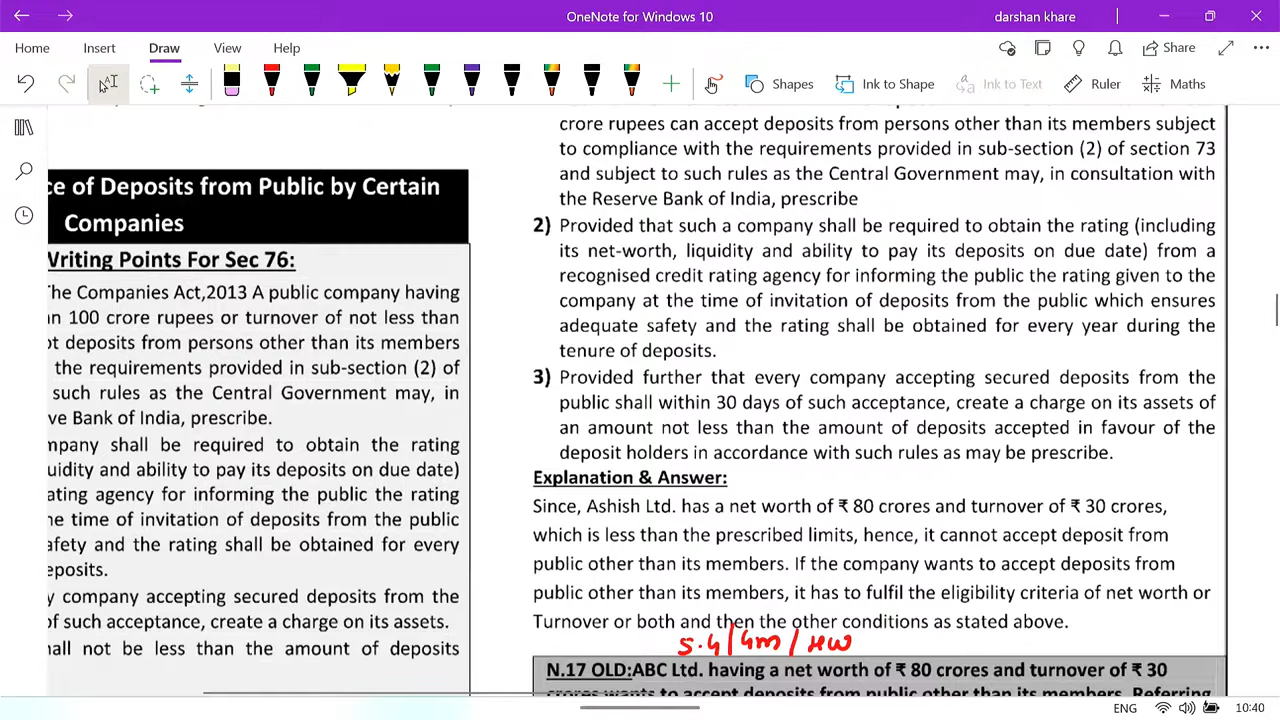 OneNote for Windows 10
darshan khare
Home Insert Draw View Help
Share
Shapes
Ink to Shape
Ink to Text
Ruler
Maths
ce of Deposits from Public by Certain
Companies
Writing Points For Sec 76:
The Companies Act,2013 A public company having
n 100 crore rupees or turnover of not less than
t deposits from persons other than its members
the requirements provided in sub-section (2) of
such rules as the Central Government may, in
ve Bank of India, prescribe.
mpany shall be required to obtain the rating
uidity and ability to pay its deposits on due date)
ating agency for informing the public the rating
e time of invitation of deposits from the public
afety and the rating shall be obtained for every
eposits.
y company accepting secured deposits from the
of such acceptance, create a charge on its assets.
all not be less than the amount of deposits
crore rupees can accept deposits from persons other than its members subject
to compliance with the requirements provided in sub-section (2) of section 73
and subject to such rules as the Central Government may, in consultation with
the Reserve Bank of India, prescribe
2) Provided that such a company shall be required to obtain the rating (including
its net-worth, liquidity and ability to pay its deposits on due date) from a
recognised credit rating agency for informing the public the rating given to the
company at the time of invitation of deposits from the public which ensures
adequate safety and the rating shall be obtained for every year during the
tenure of deposits.
3) Provided further that every company accepting secured deposits from the
public shall within 30 days of such acceptance, create a charge on its assets of
an amount not less than the amount of deposits accepted in favour of the
deposit holders in accordance with such rules as may be prescribe.
Explanation & Answer:
Since, Ashish Ltd. has a net worth of ₹ 80 crores and turnover of ₹ 30 crores,
which is less than the prescribed limits, hence, it cannot accept deposit from
public other than its members. If the company wants to accept deposits from
public other than its members, it has to fulfil the eligibility criteria of net worth or
Turnover or both and then the other conditions as stated above.
5.4/4m/HW
N.17 OLD:ABC Ltd. having a net worth of ₹ 80 crores and turnover of ₹ 30
crores wants to accept deposits from public other than its members. Referring
ENG
10:40